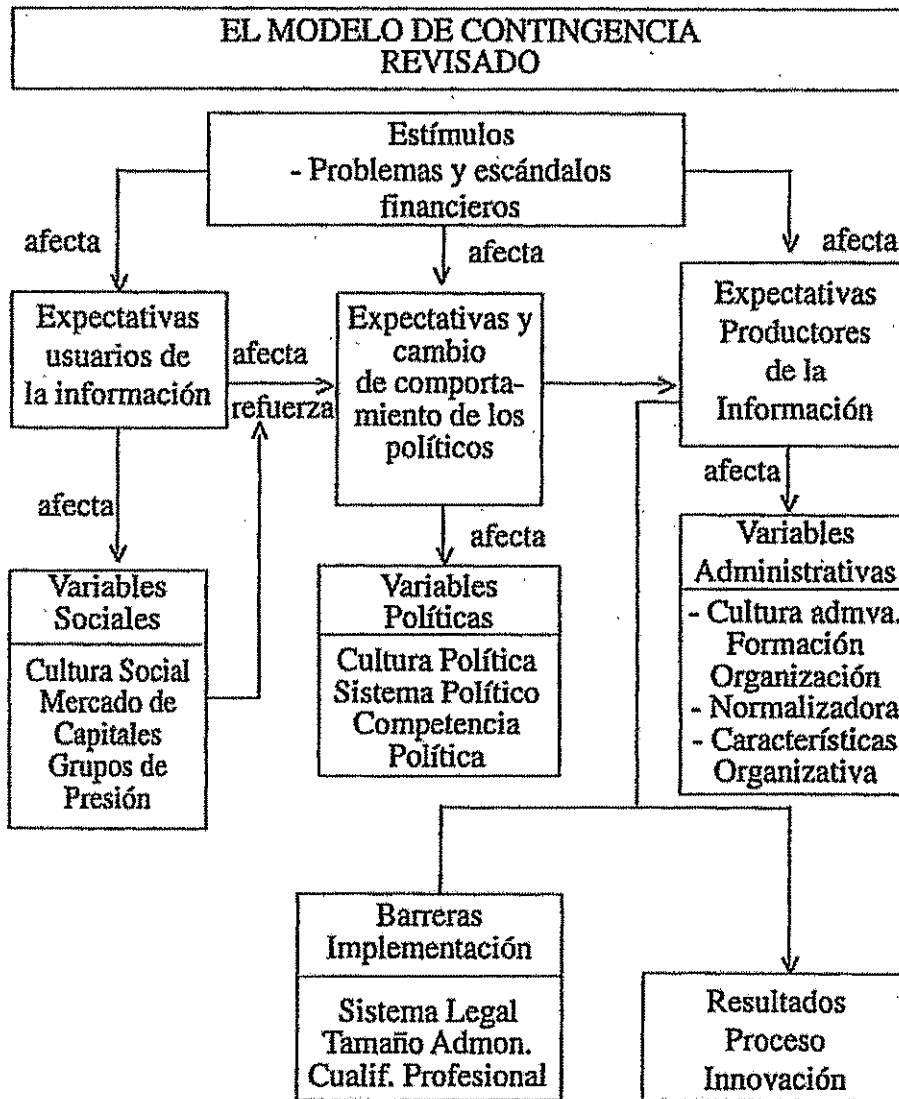 EL MODELO DE CONTINGENCIA
REVISADO
Estímulos
- Problemas y escándalos
financieros
afecta
afecta
afecta
Expectativas
usuarios de
la información
afecta
refuerza
Expectativas y
cambio
de comporta-
miento de los
políticos
Expectativas
Productores
de la
Información
afecta
afecta
afecta
Variables
Sociales
Cultura Social
Mercado de
Capitales
Grupos de
Presión
Variables
Políticas
Cultura Política
Sistema Político
Competencia
Política
Variables
Administrativas
- Cultura admva.
Formación
Organización
- Normalizadora
- Características
Organizativa
Barreras
Implementación
Sistema Legal
Tamaño Admon.
Cualif. Profesional
Resultados
Proceso
Innovación